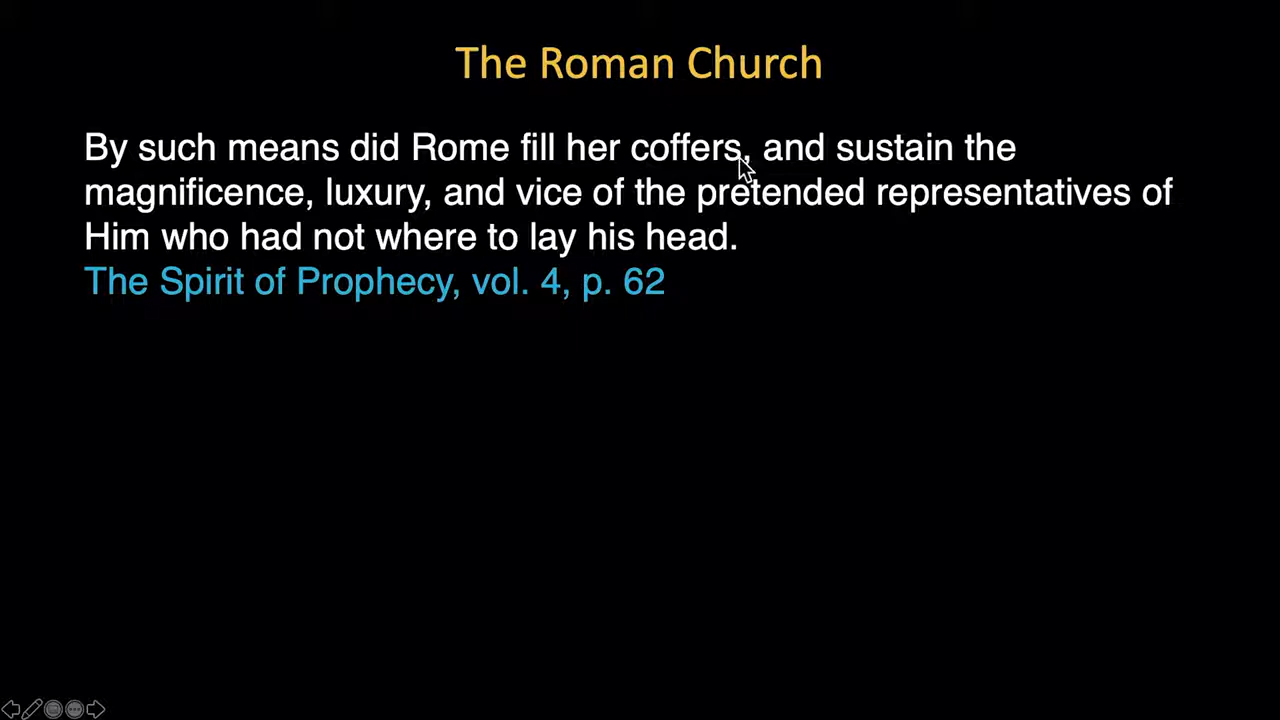 The Roman Church
By such means did Rome fill her coffers, and sustain the
magnificence, luxury, and vice of the pretended representatives of
Him who had not where to lay his head.
The Spirit of Prophecy, vol. 4, p. 62